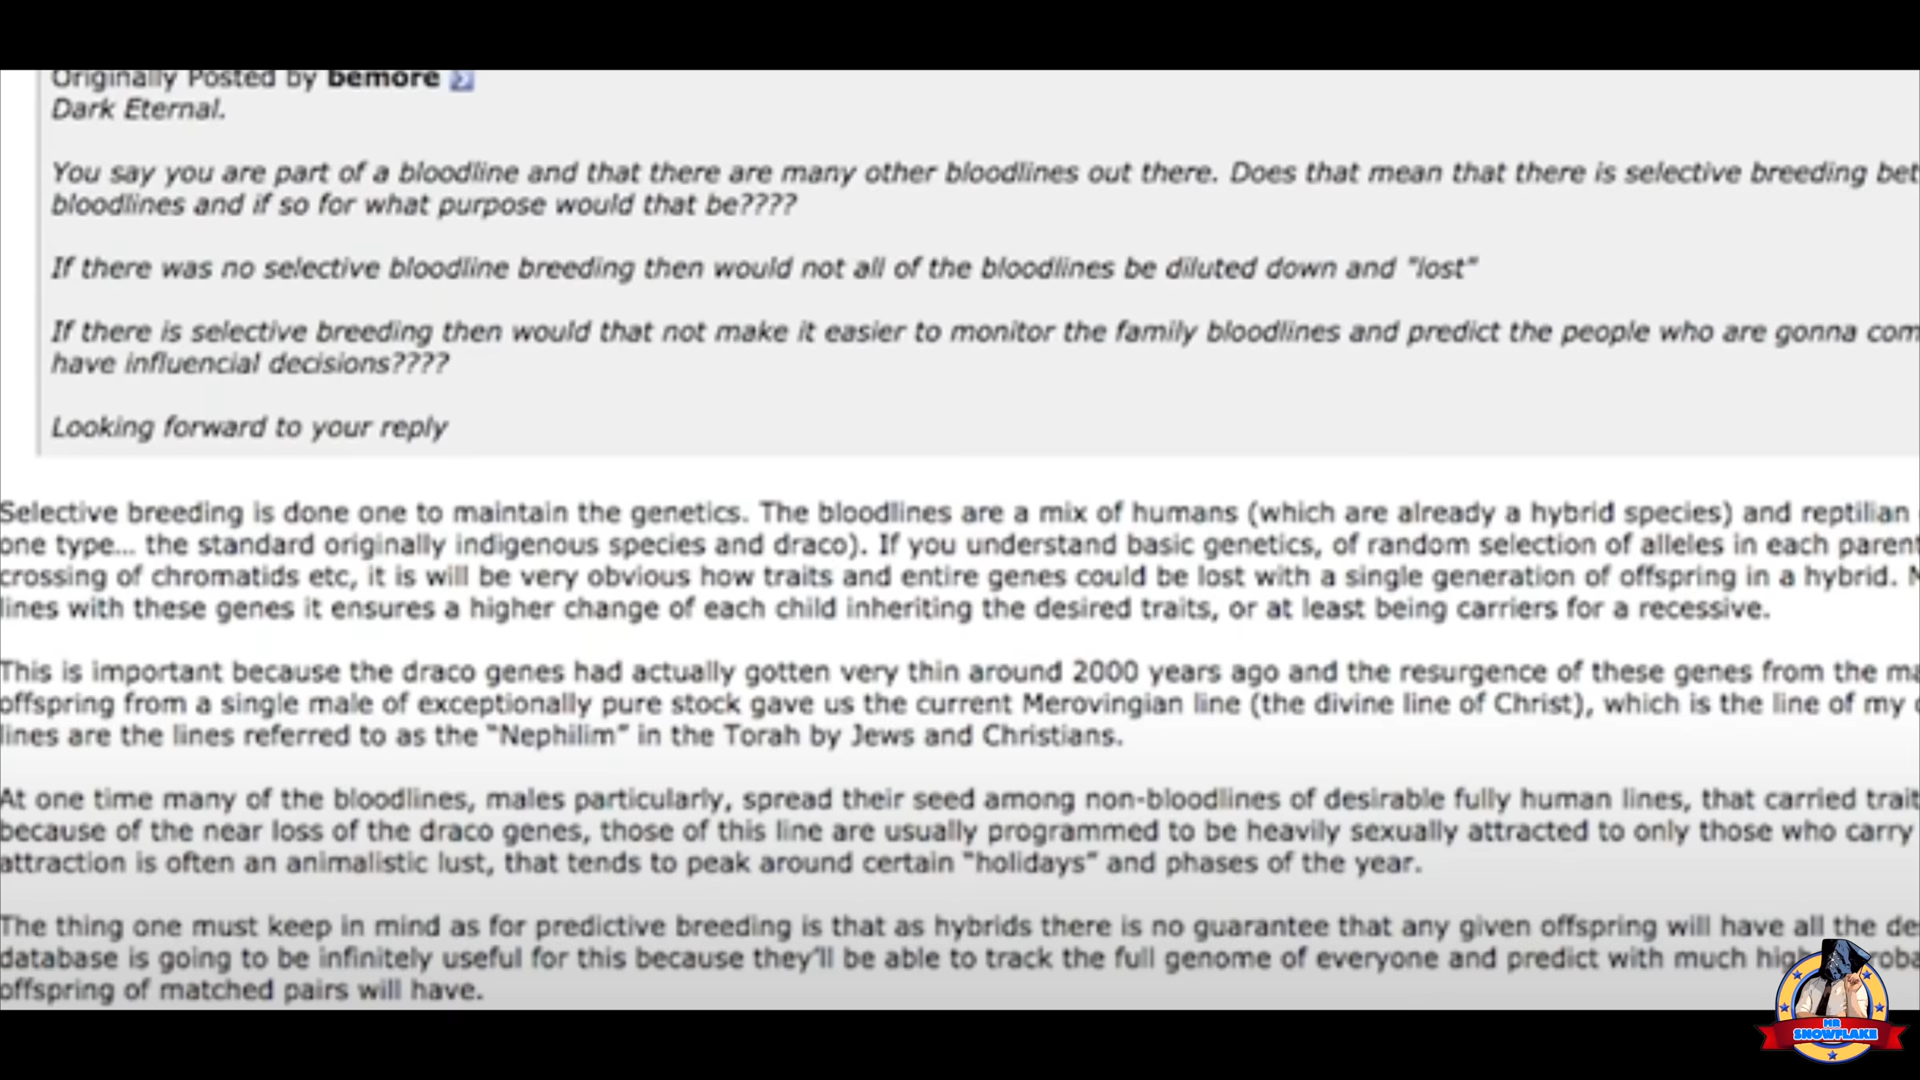 Originally Posted by bemore
Dark Eternal.
You say you are part of a bloodline and that there are many other bloodlines out there. Does that mean that there is selective breeding bet
bloodlines and if so for what purpose would that be????
If there was no selective bloodline breeding then would not all of the bloodlines be diluted down and "lost"
If there is selective breeding then would that not make it easier to monitor the family bloodlines and predict the people who are gonna com
have influencial decisions????
Looking forward to your reply
Selective breeding is done one to maintain the genetics. The bloodlines are a mix of humans (which are already a hybrid species) and reptilian
one type... the standard originally indigenous species and draco). If you understand basic genetics, of random selection of alleles in each parent
crossing of chromatids etc, it is will be very obvious how traits and entire genes could be lost with a single generation of offspring in a hybrid.
lines with these genes it ensures a higher change of each child inheriting the desired traits, or at least being carriers for a recessive.
This is important because the draco genes had actually gotten very thin around 2000 years ago and the resurgence of these genes from the ma
offspring from a single male of exceptionally pure stock gave us the current Merovingian line (the divine line of Christ), which is the line of my
lines are the lines referred to as the "Nephilim" in the Torah by Jews and Christians.
At one time many of the bloodlines, males particularly, spread their seed among non-bloodlines of desirable fully human lines, that carried trait
because of the near loss of the draco genes, those of this line are usually programmed to be heavily sexually attracted to only those who carry
attraction is often an animalistic lust, that tends to peak around certain "holidays" and phases of the year.
The thing one must keep in mind as for predictive breeding is that as hybrids there is no guarantee that any given offspring will have all the de
database is going to be infinitely useful for this because they'll be able to track the full genome of everyone and predict with much
offspring of matched pairs will have.
MR
SNOWFLAKE